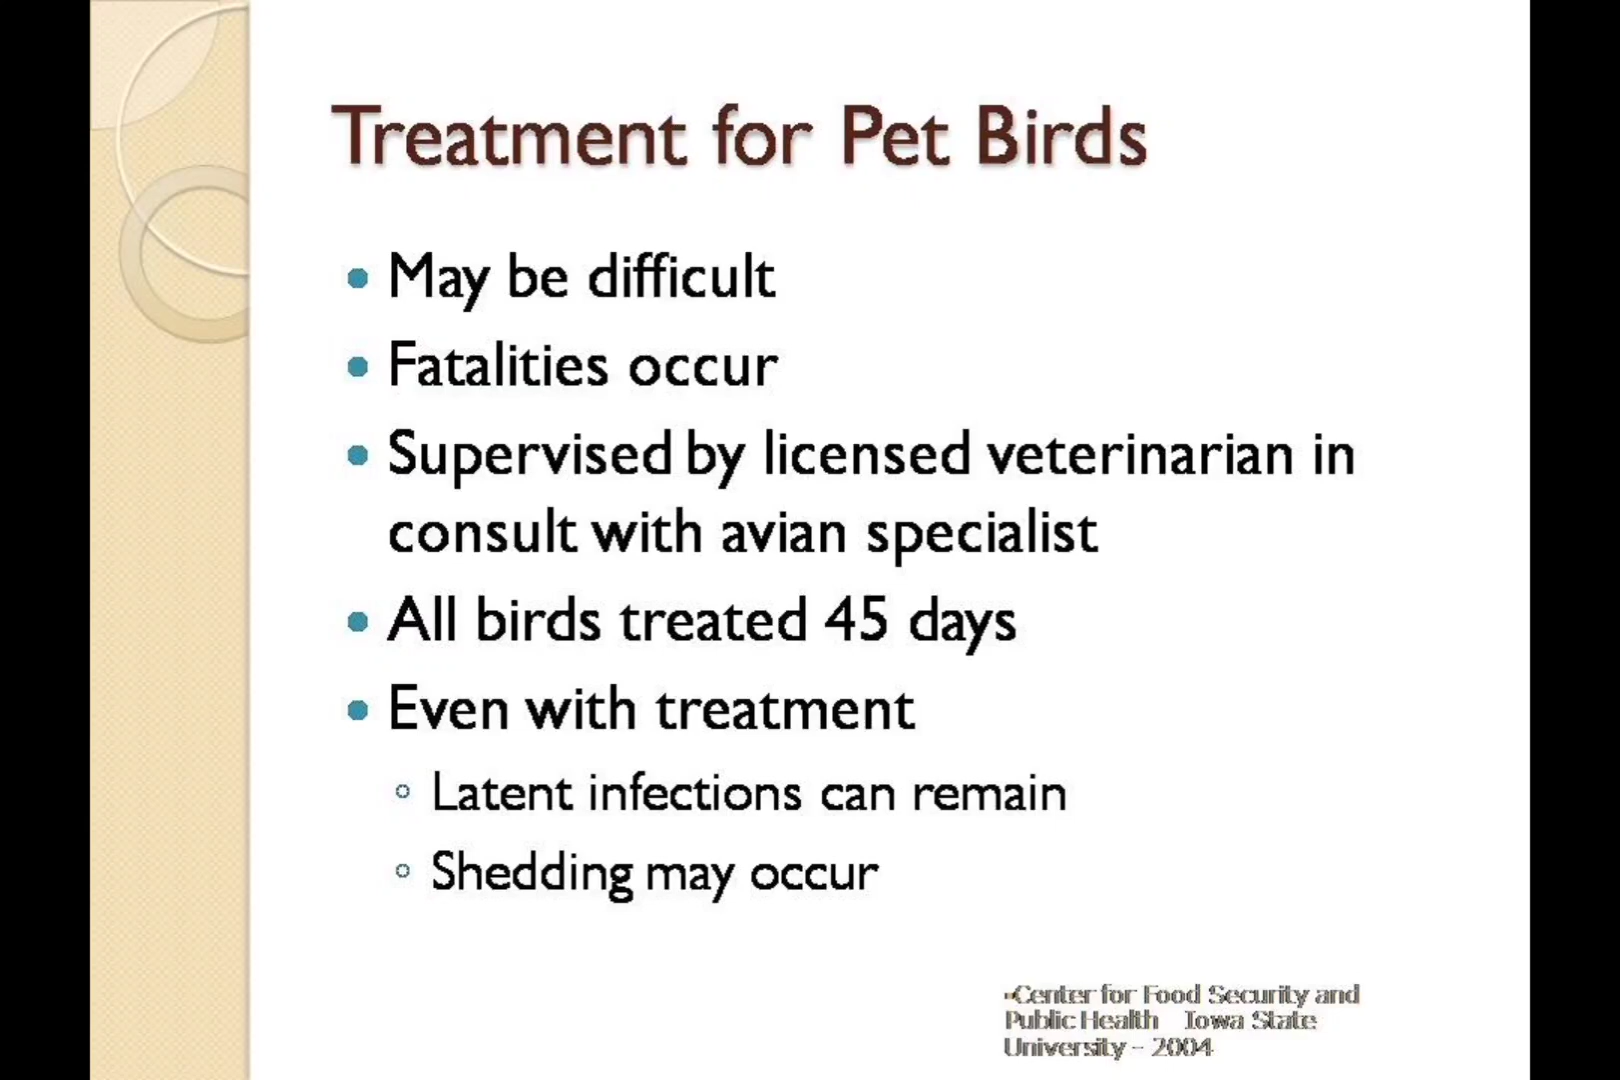 Treatment for Pet Birds
• May be difficult
• Fatalities occur
• Supervised by licensed veterinarian in
consult with avian specialist
• All birds treated 45 days
• Even with treatment
◦ Latent infections can remain
◦ Shedding may occur
•Center for Food Security and
Public Health Iowa State
University - 2004